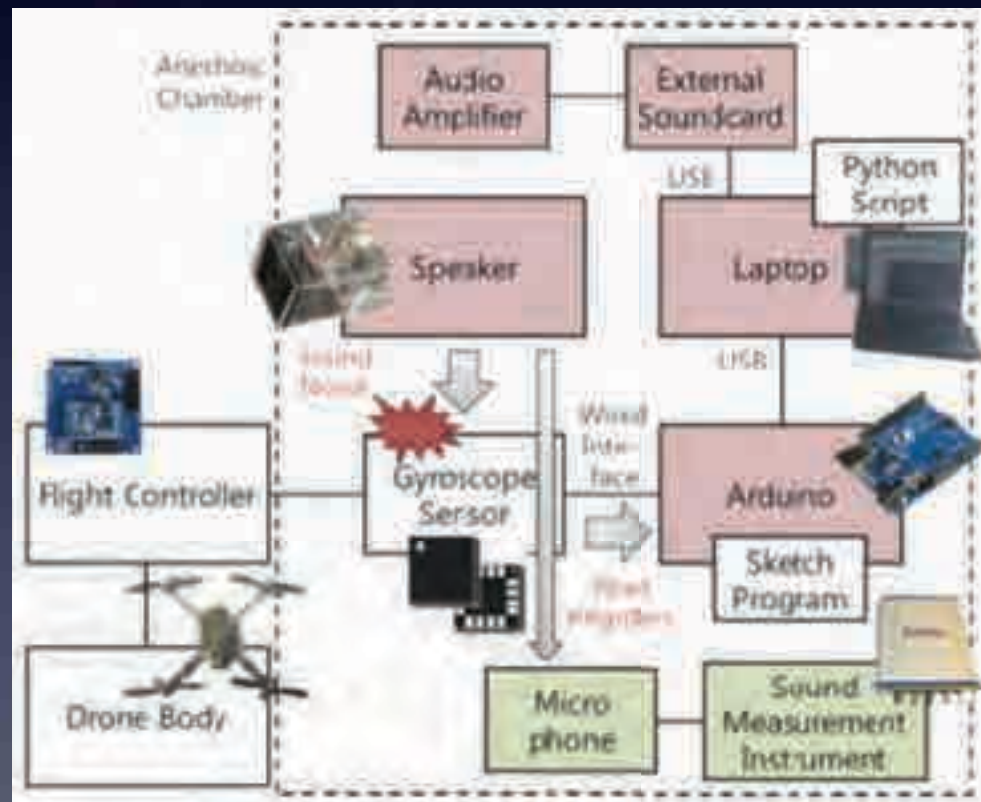 Anechoic
Chamber
Audio
Amplifier
External
Soundcard
USB
Python
Script
Speaker
Laptop
USB
Sound
Wired
Inter-
face
Flight Controller
Gyroscope
Sensor
Arduino
Sketch
Program
registers
Drone Body
Micro
phone
Sound
Measurement
Instrument